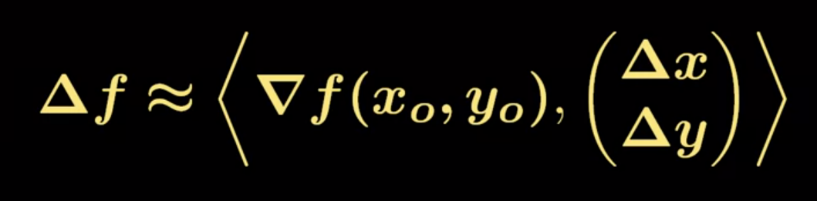 Δf ≈ ⟨∇f(x₀, y₀), (Δx Δy)⟩